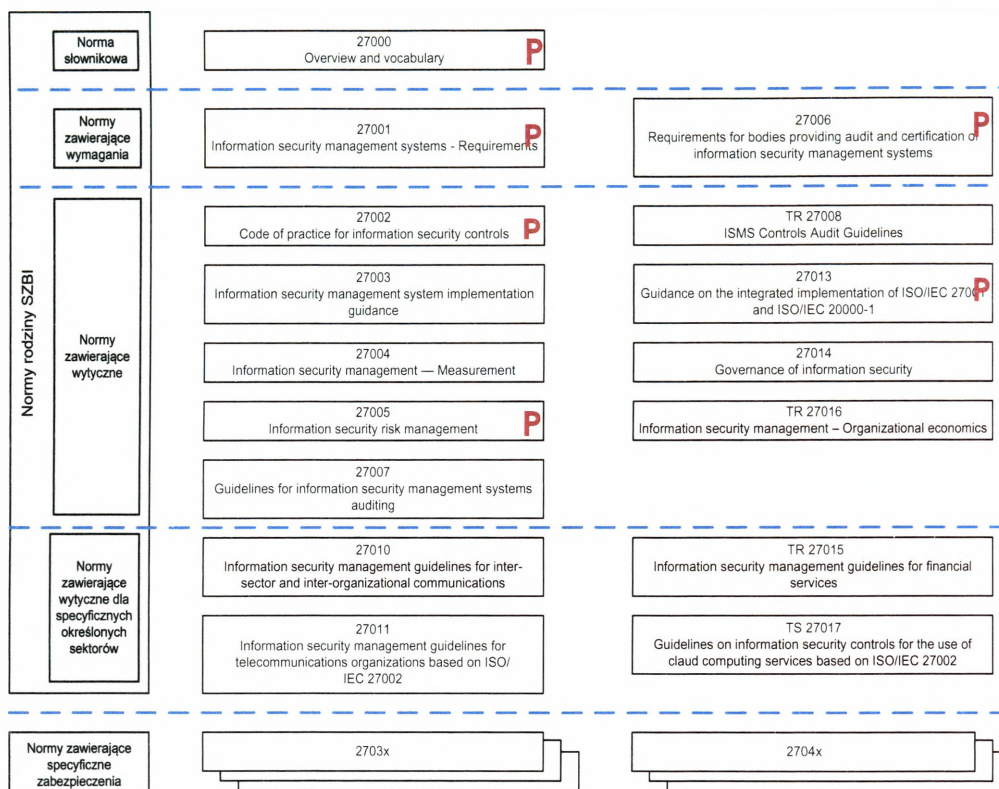 Normy rodziny SZBI
Norma
słownikowa
27000
Overview and vocabulary
P
Normy
zawierające
wymagania
27001
Information security management systems - Requirements
P
27006
Requirements for bodies providing audit and certification of
information security management systems
P
Normy
zawierające
wytyczne
27002
Code of practice for information security controls
P
TR 27008
ISMS Controls Audit Guidelines
27003
Information security management system implementation
guidance
27013
Guidance on the integrated implementation of ISO/IEC 27001
and ISO/IEC 20000-1
P
27004
Information security management — Measurement
27014
Governance of information security
27005
Information security risk management
P
TR 27016
Information security management – Organizational economics
27007
Guidelines for information security management systems
auditing
Normy
zawierające
wytyczne dla
specyficznych
określonych
sektorów
27010
Information security management guidelines for inter-
sector and inter-organizational communications
TR 27015
Information security management guidelines for financial
services
27011
Information security management guidelines for
telecommunications organizations based on ISO/
IEC 27002
TS 27017
Guidelines on information security controls for the use of
claud computing services based on ISO/IEC 27002
Normy zawierające
specyficzne
zabezpieczenia
2703x
2704x